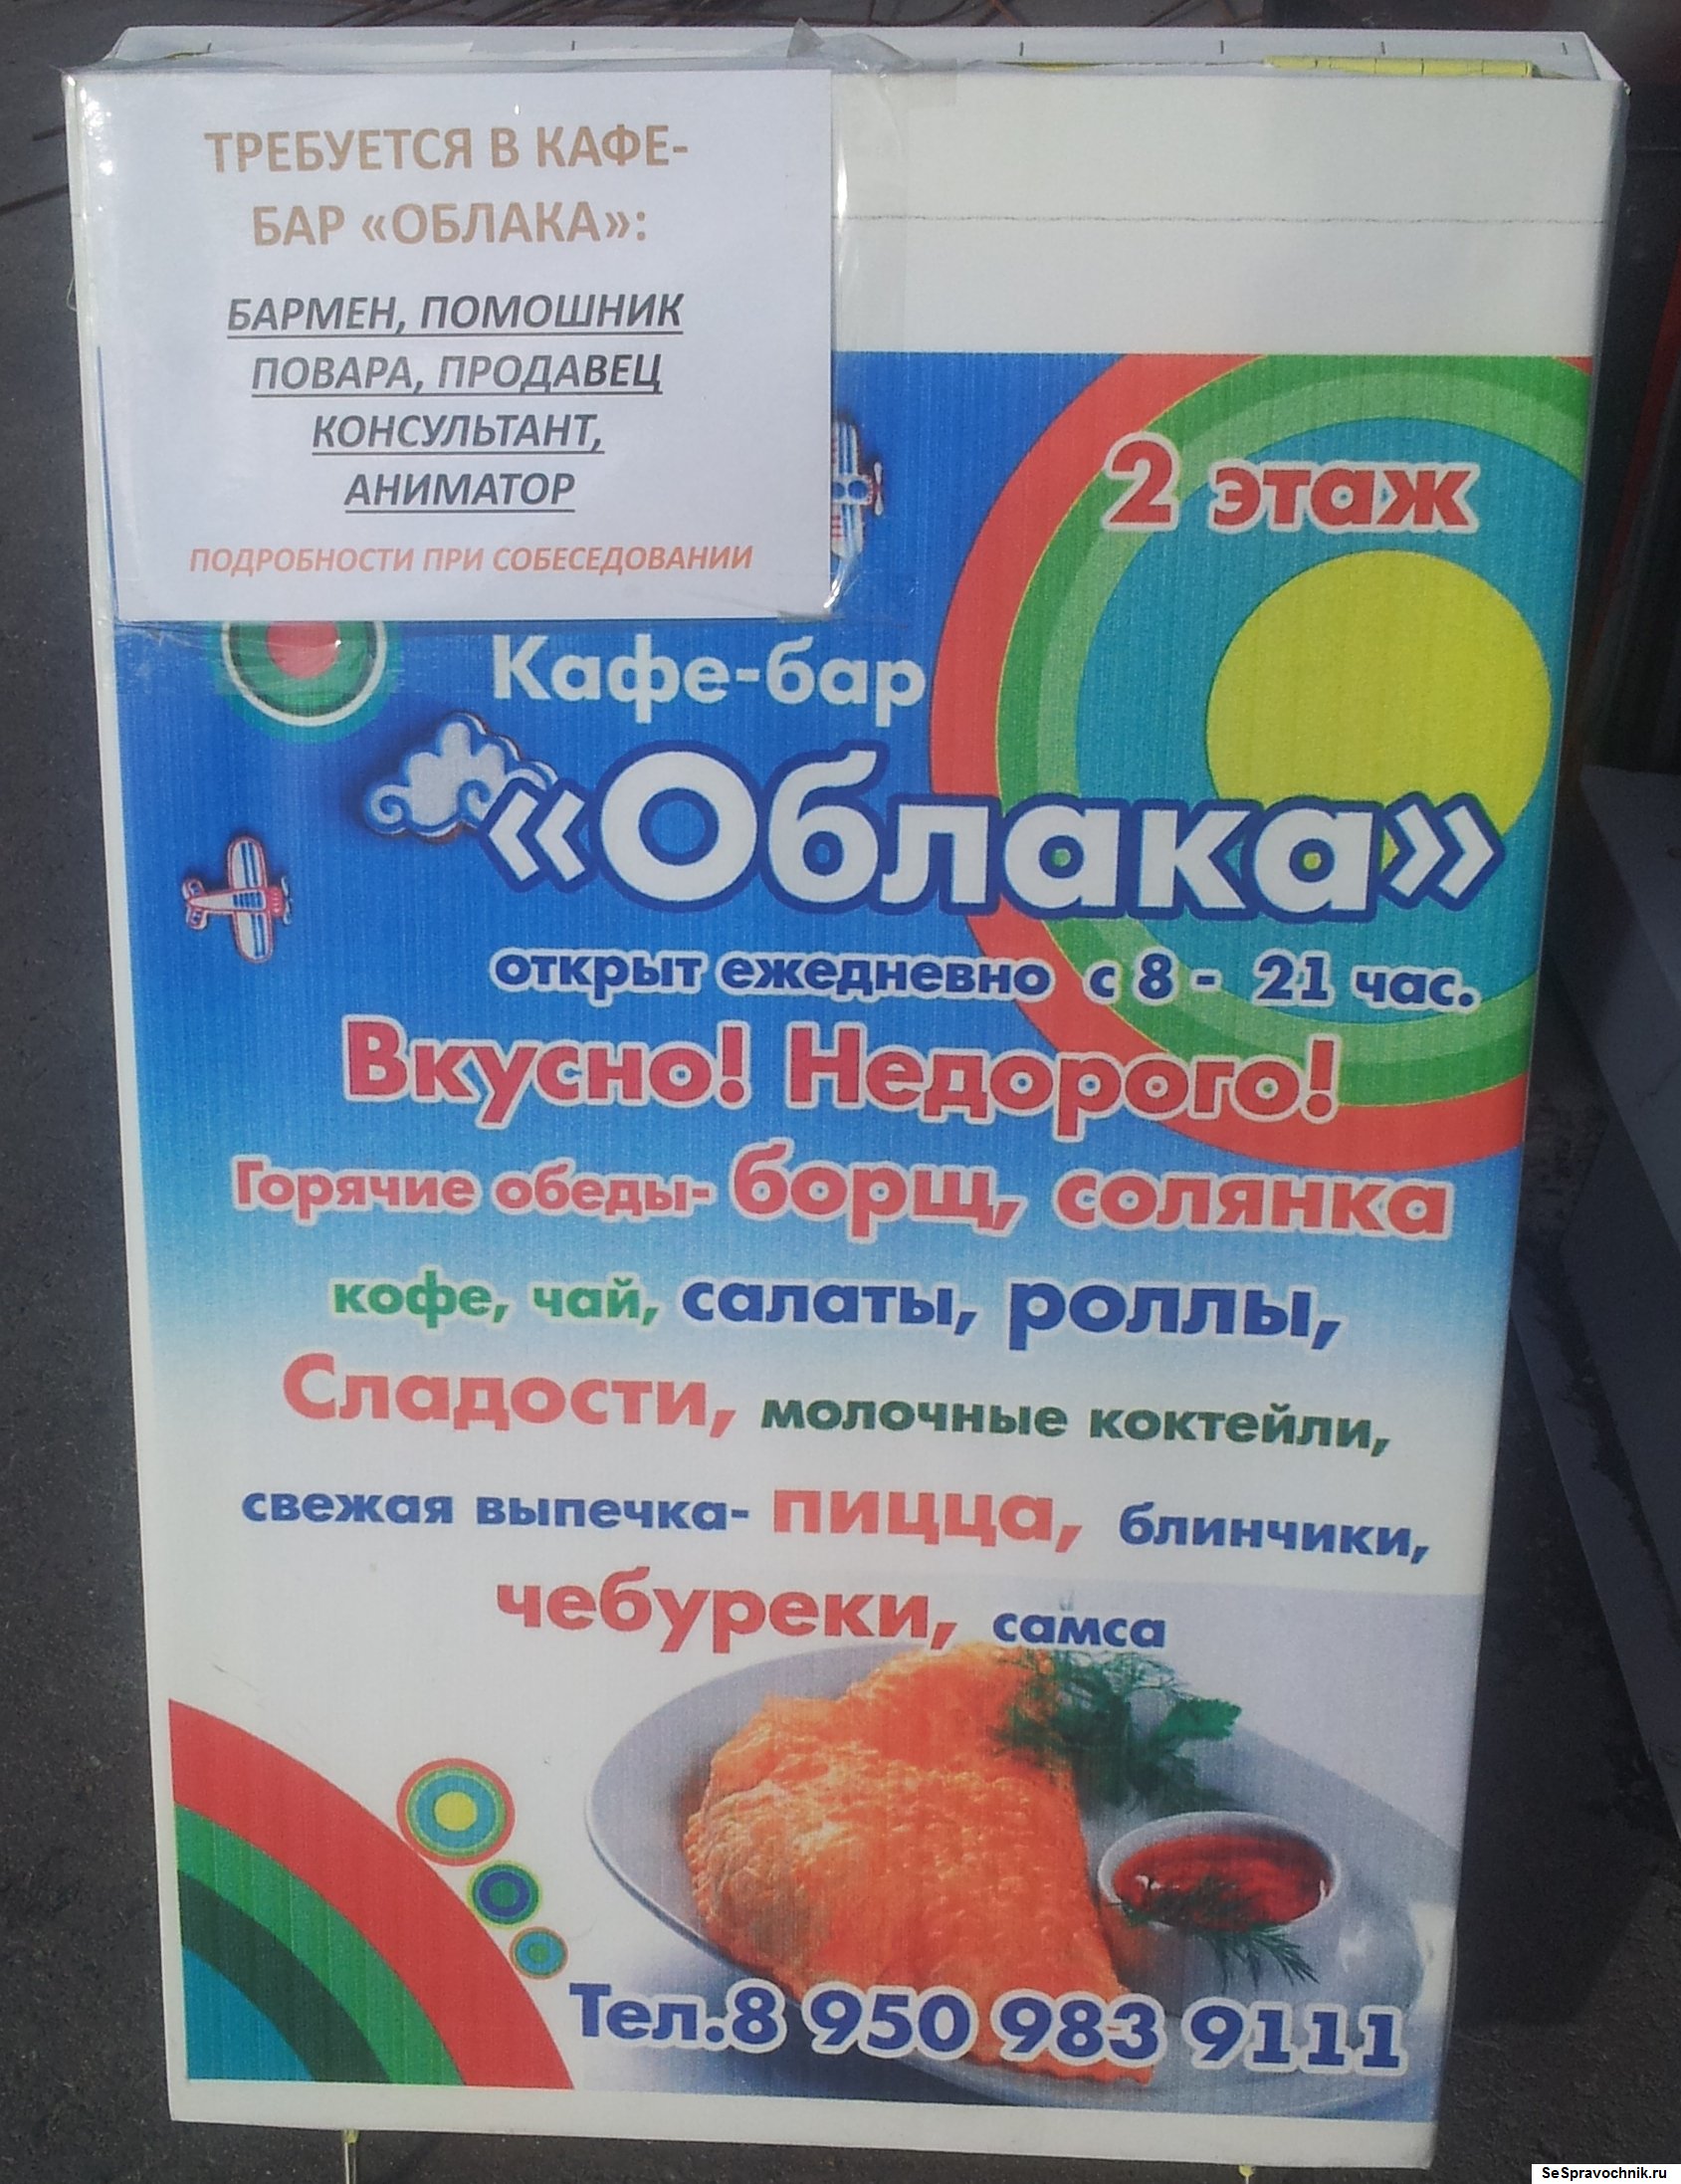 ТРЕБУЕТСЯ В КАФЕ-
БАР «ОБЛАКА»:
БАРМЕН, ПОМОШНИК
ПОВАРА, ПРОДАВЕЦ
КОНСУЛЬТАНТ,
АНИМАТОР
ПОДРОБНОСТИ ПРИ СОБЕСЕДОВАНИИ
2 этаж
Кафе-бар
«Облака»
открыт ежедневно с 8 - 21 час.
Вкусно! Недорого!
Горячие обеды- борщ, солянка
кофе, чай, салаты, роллы,
Сладости, молочные коктейли,
свежая выпечка- пицца, блинчики,
чебуреки, самса
Тел.8 950 983 9111
SeSpravochnik.ru